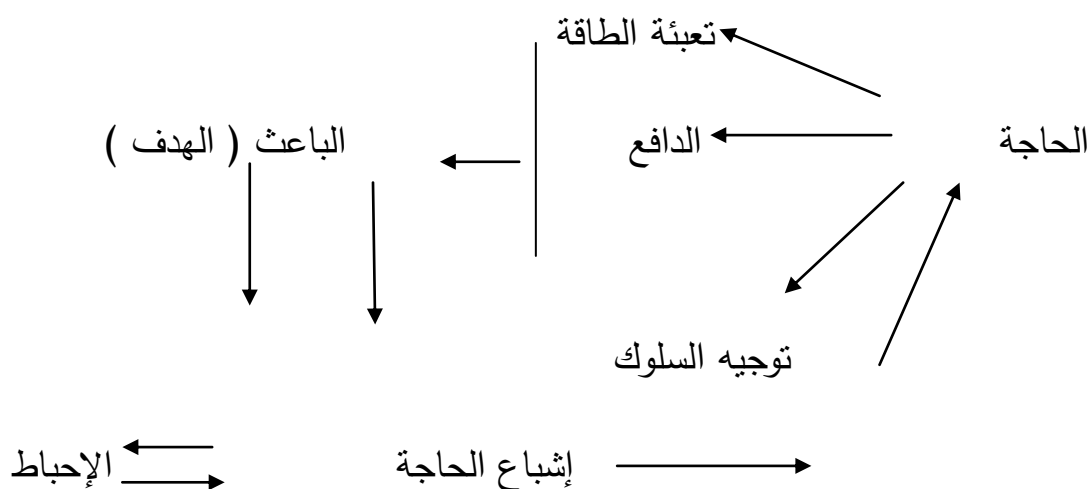 تعبئة الطاقة
الحاجة الدافع الباعث ( الهدف )
توجيه السلوك
إشباع الحاجة الإحباط